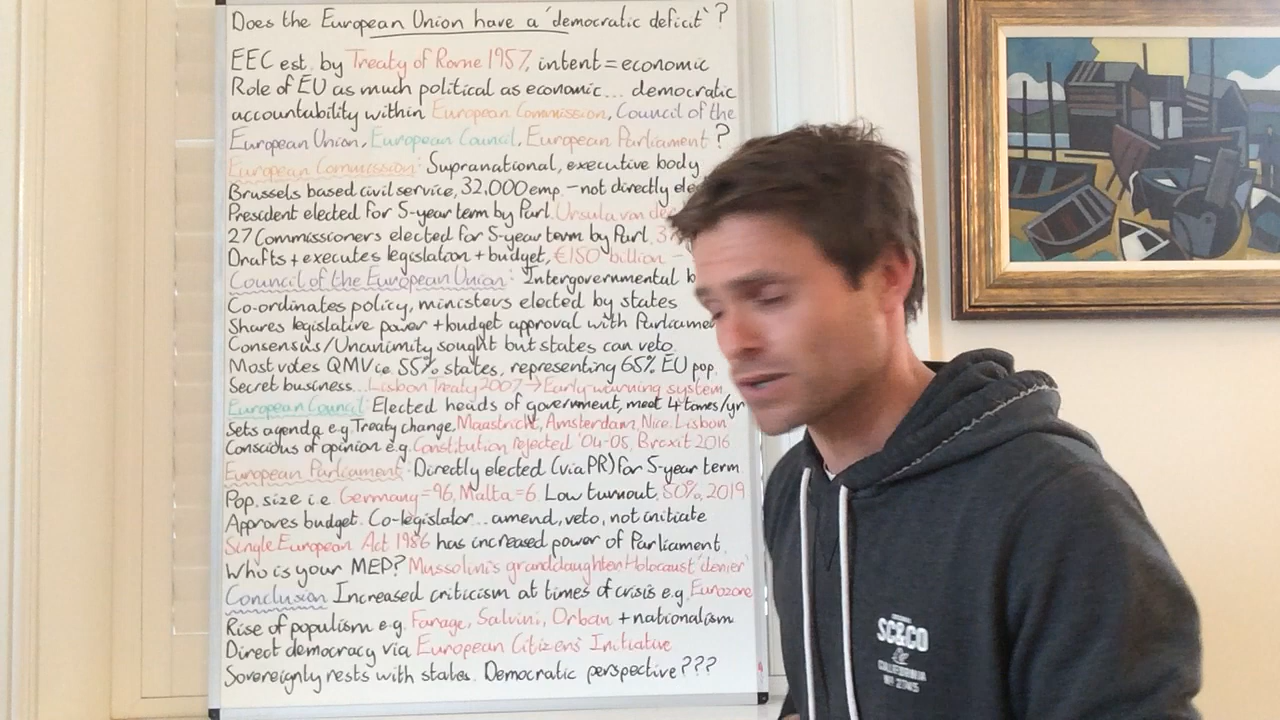 Does the European Union have a 'democratic deficit'?
EEC est. by Treaty of Rome 1957, intent = economic
Role of EU as much political as economic... democratic
accountability within European Commission, Council of the
European Union, European Council, European Parliament?
European Commission: Supranational, executive body
Brussels based civil service, 32,000 emp. - not directly ele
President elected for 5-year term by Parl. Ursula van der
27 Commissioners elected for 5-year term by Parl. 37
Drafts + executes legislation + budget, €180 billion -
Council of the European Union: Intergovernmental b
Co-ordinates policy, ministers elected by states
Shares legislative power + budget approval with Parliamen
Consensus/Unanimity sought but states can veto
Most votes QMV i.e. 55% states, representing 65% EU pop.
Secret business... Lisbon Treaty 2007 → Early-warning system
European Council: Elected heads of government, meet 4 times/yr
Sets agenda e.g Treaty change, Maastricht, Amsterdam, Nice, Lisbon
Conscious of opinion e.g. Constitution rejected '04-05, Brexit 2016
European Parliament: Directly elected (via PR) for 5-year term
Pop. size i.e. Germany=96, Malta=6. Low turnout, 50%, 2019
Approves budget. Co-legislator... amend, veto, not initiate
Single European Act 1986 has increased power of Parliament
Who is your MEP? Mussolini's granddaughter Holocaust 'denier'
Conclusion Increased criticism at times of crisis e.g. Eurozone
Rise of populism e.g. Farage, Salvini, Orban + nationalism
Direct democracy via European Citizens' Initiative
Sovereignty rests with states. Democratic perspective???
SC&CO
CALIFORNIA